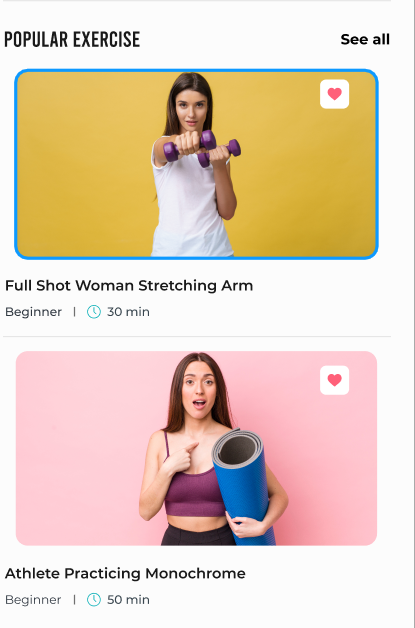 POPULAR EXERCISE See all
Full Shot Woman Stretching Arm
Beginner | 30 min
Athlete Practicing Monochrome
Beginner | 50 min